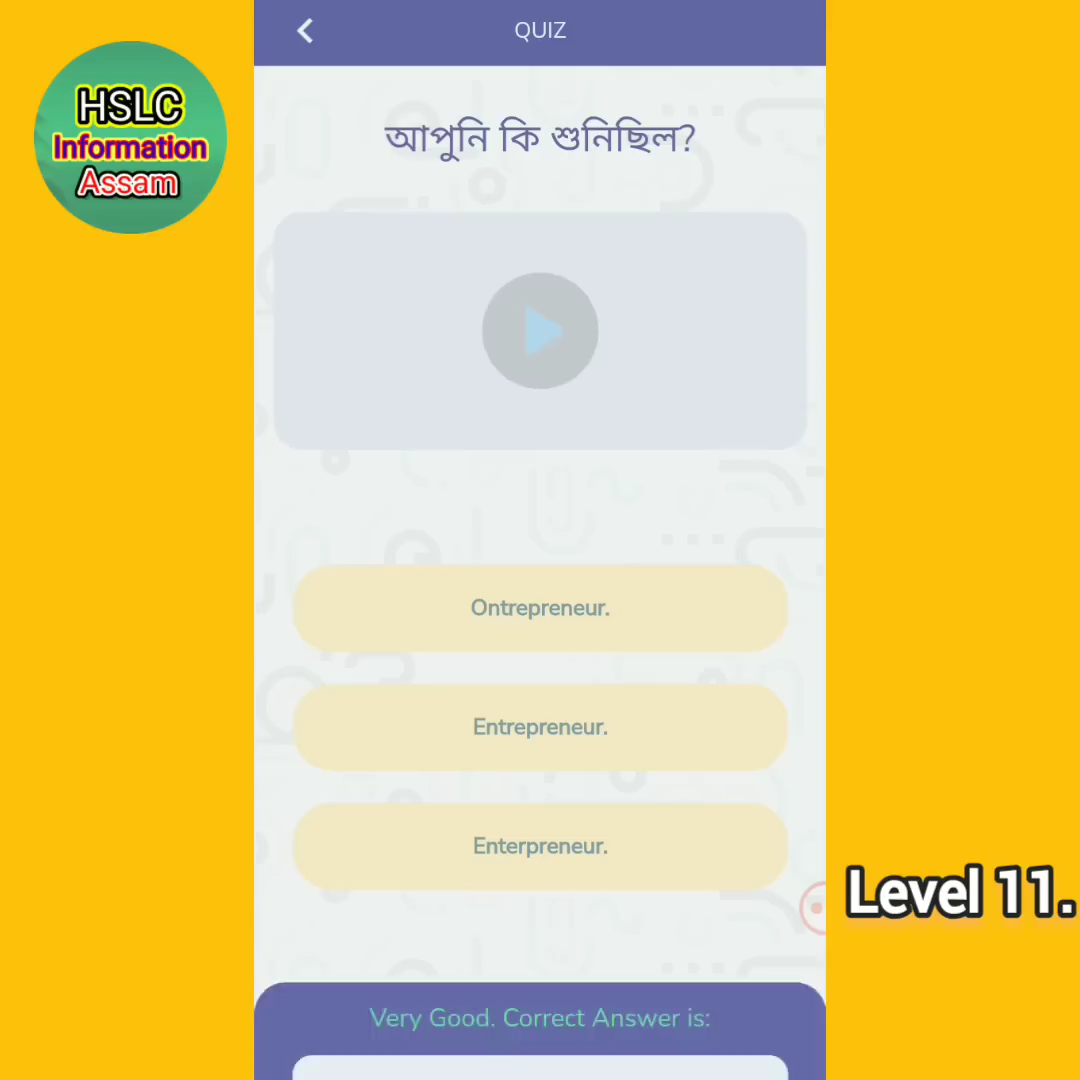 QUIZ
HSLC
Information
Assam
আপুনি কি শুনিছিল?
Ontrepreneur.
Entrepreneur.
Enterpreneur.
Level 11.
Very Good. Correct Answer is: